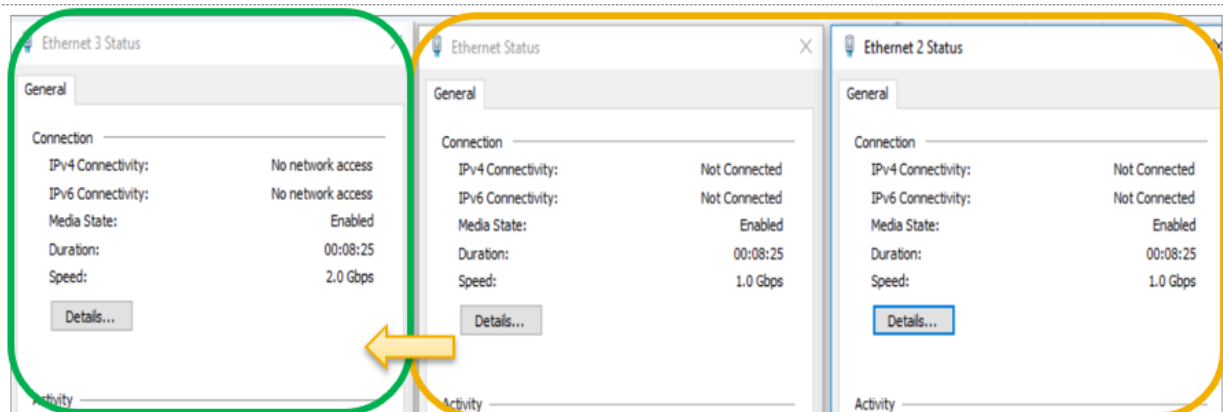 Ethernet 3 Status
General
Connection
IPv4 Connectivity: No network access
IPv6 Connectivity: No network access
Media State: Enabled
Duration: 00:08:25
Speed: 2.0 Gbps
Details...
Activity
Ethernet Status
General
Connection
IPv4 Connectivity: Not Connected
IPv6 Connectivity: Not Connected
Media State: Enabled
Duration: 00:08:25
Speed: 1.0 Gbps
Details...
Activity
Ethernet 2 Status
General
Connection
IPv4 Connectivity: Not Connected
IPv6 Connectivity: Not Connected
Media State: Enabled
Duration: 00:08:25
Speed: 1.0 Gbps
Details...
Activity